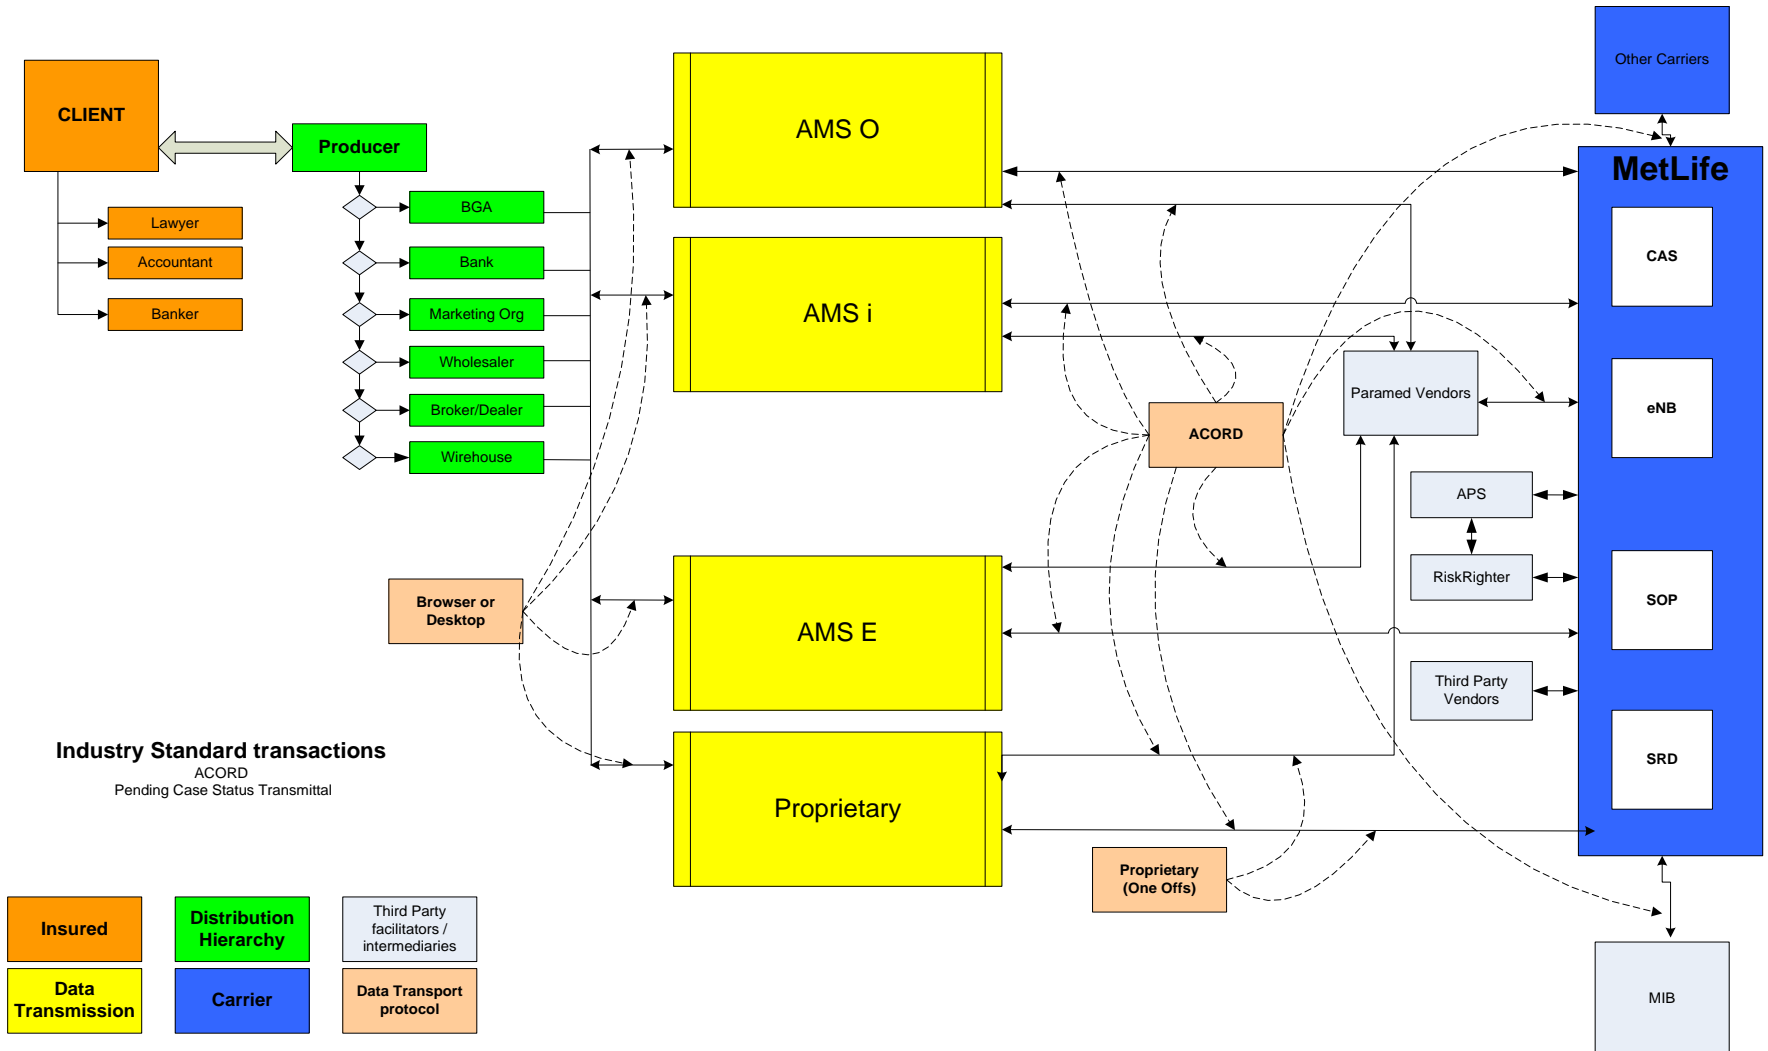 Other Carriers
CLIENT
Producer
AMS O
MetLife
Lawyer
BGA
Accountant
Bank
CAS
Banker
Marketing Org
AMS i
Wholesaler
Paramed Vendors
Broker/Dealer
eNB
ACORD
Wirehouse
APS
RiskRighter
Browser or
Desktop
SOP
AMS E
Third Party
Vendors
Industry Standard transactions
ACORD
Pending Case Status Transmittal
SRD
Proprietary
Proprietary
(One Offs)
Insured
Distribution
Hierarchy
Third Party
facilitators /
intermediaries
Data
Transmission
Carrier
Data Transport
protocol
MIB